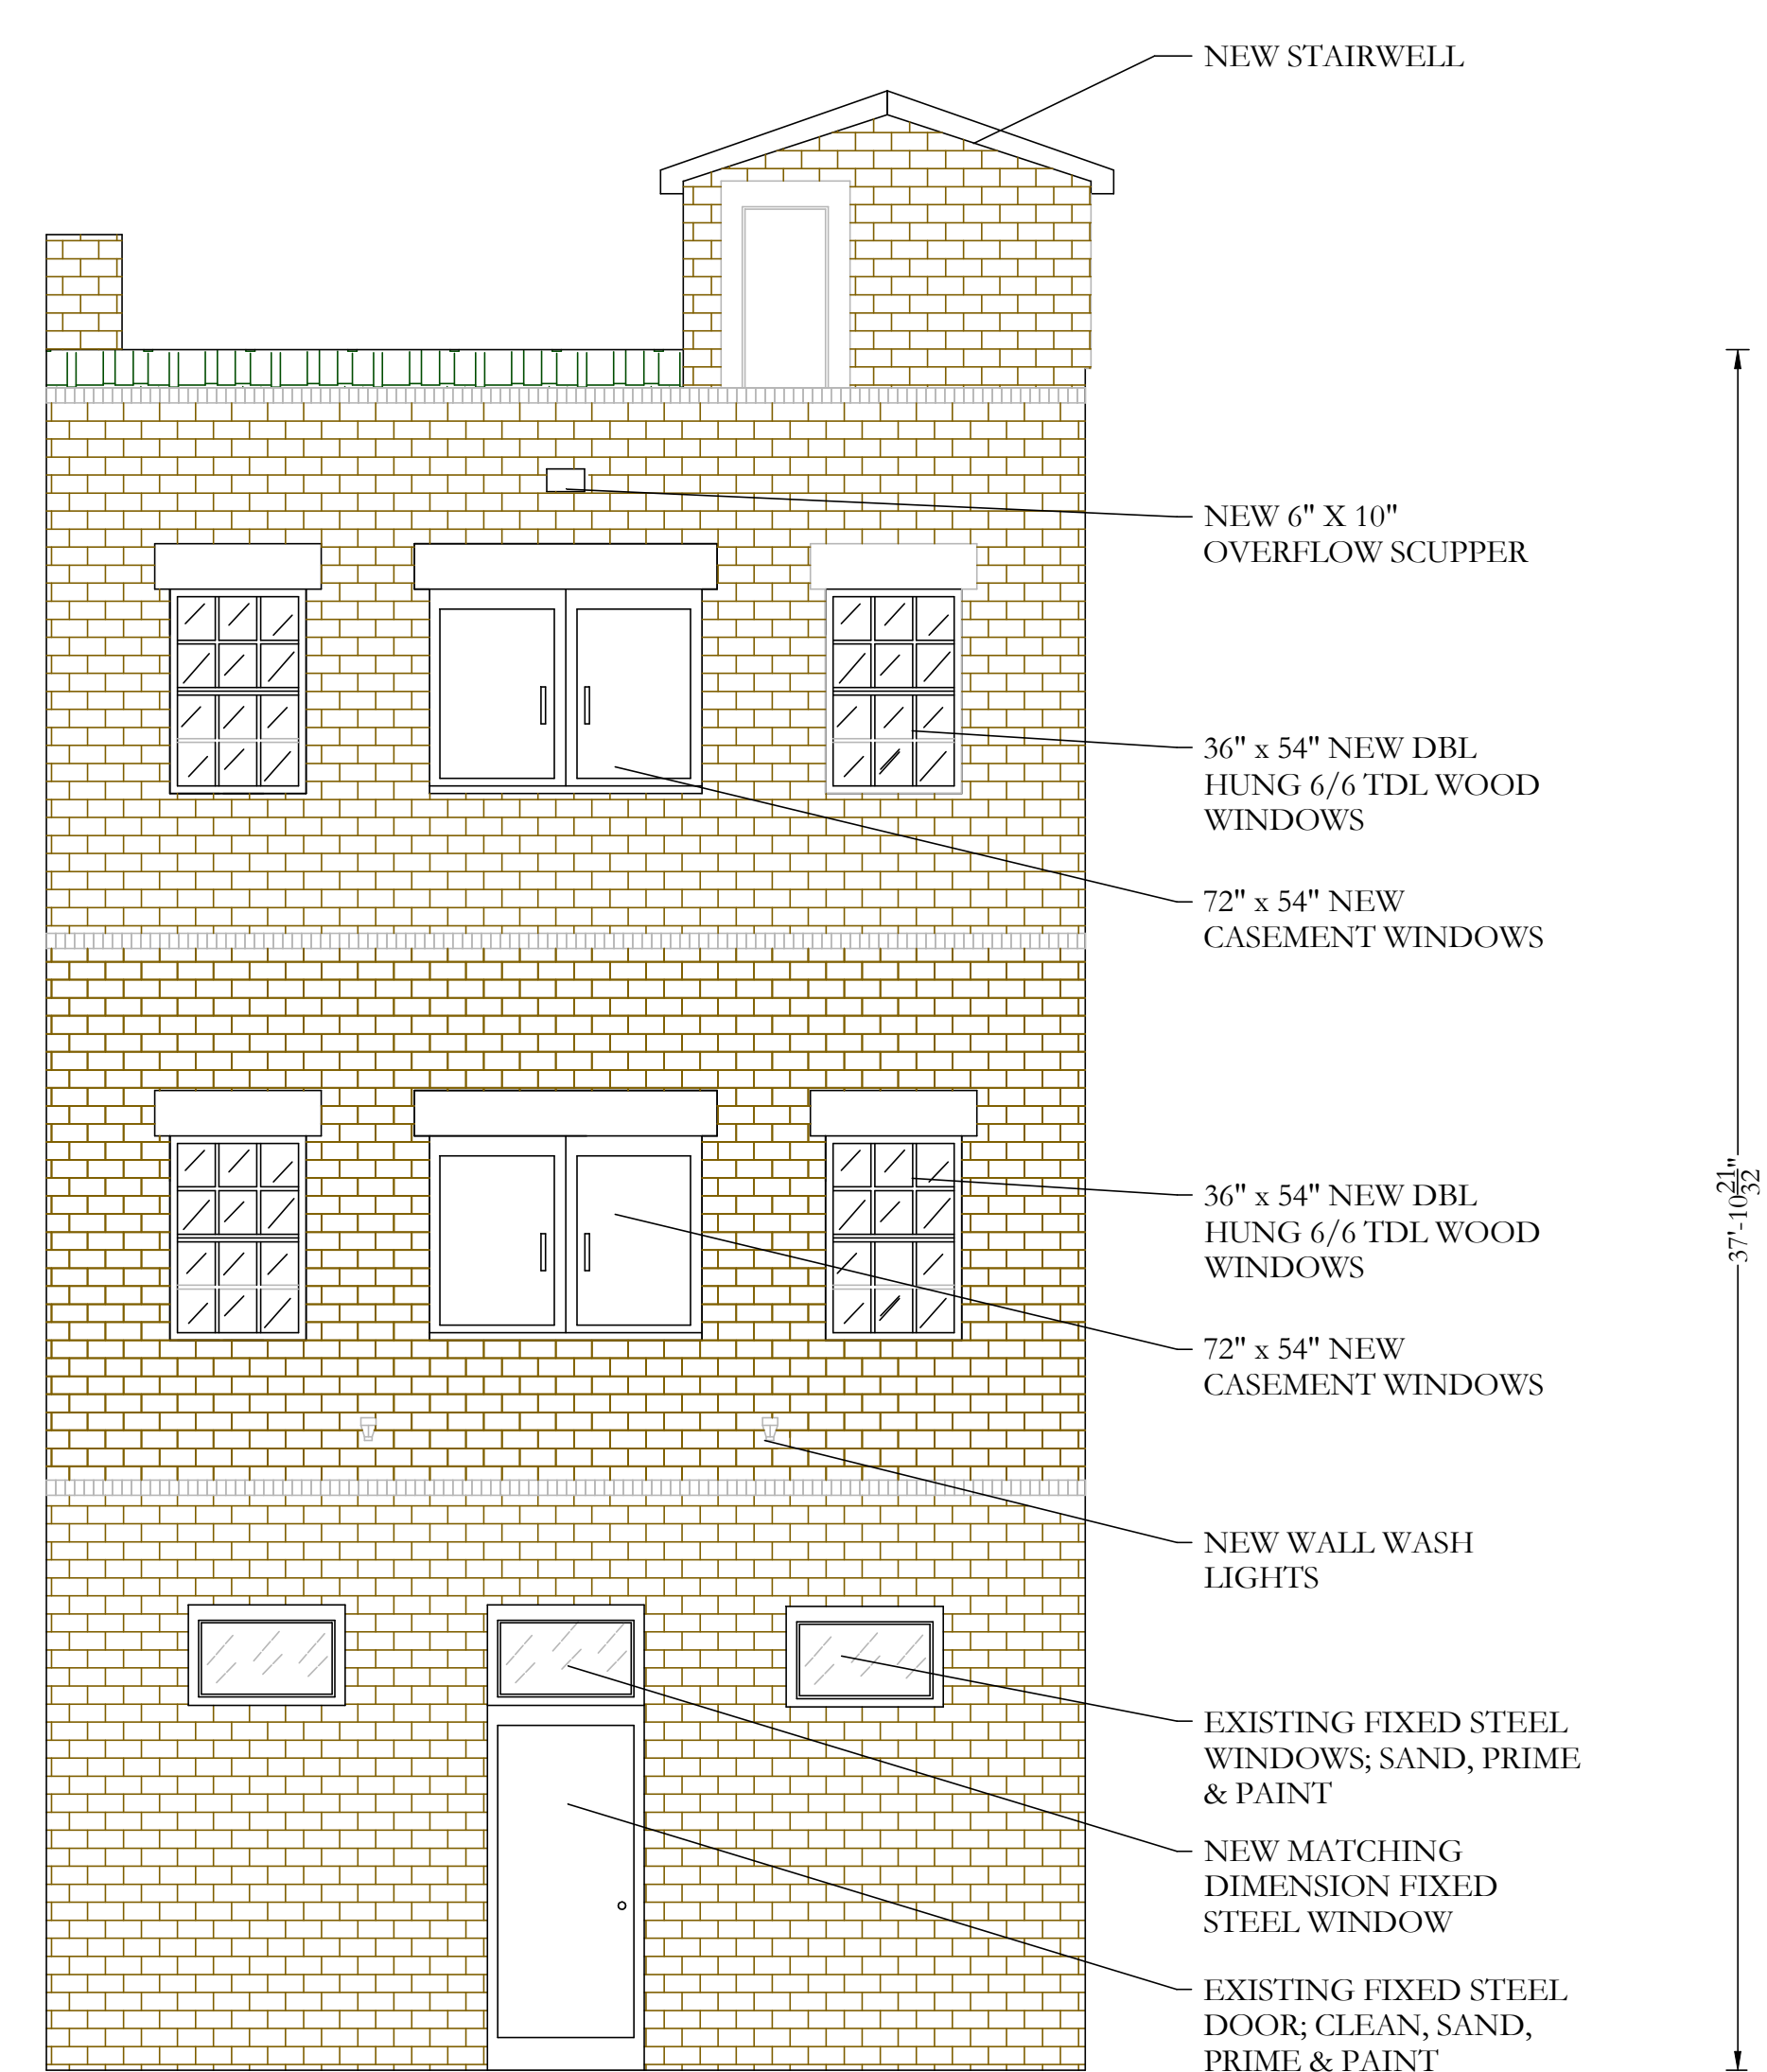 NEW STAIRWELL
NEW 6" X 10"
OVERFLOW SCUPPER
36" x 54" NEW DBL
HUNG 6/6 TDL WOOD
WINDOWS
72" x 54" NEW
CASEMENT WINDOWS
36" x 54" NEW DBL
HUNG 6/6 TDL WOOD
WINDOWS
72" x 54" NEW
CASEMENT WINDOWS
37'-10 21/32"
NEW WALL WASH
LIGHTS
EXISTING FIXED STEEL
WINDOWS; SAND, PRIME
& PAINT
NEW MATCHING
DIMENSION FIXED
STEEL WINDOW
EXISTING FIXED STEEL
DOOR; CLEAN, SAND,
PRIME & PAINT